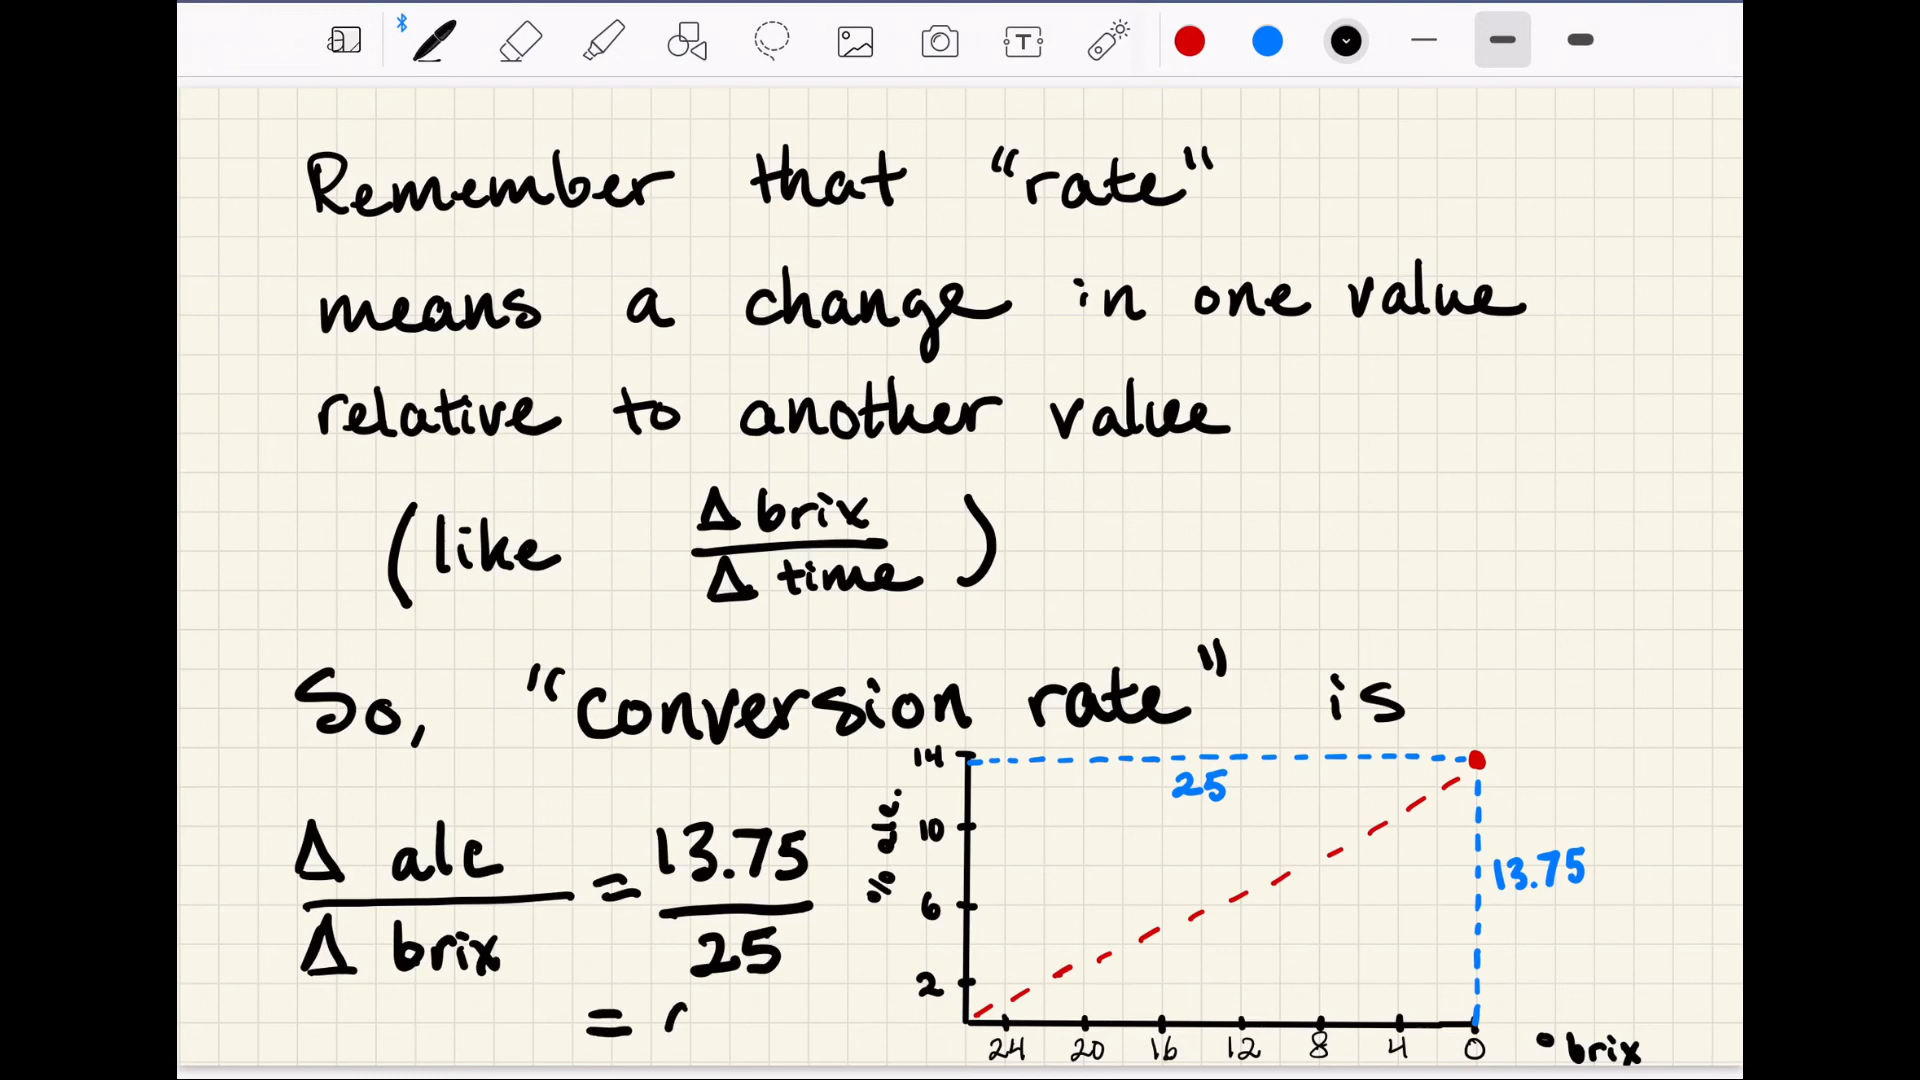 Remember that "rate"
means a change in one value
relative to another value
(like Δ brix / Δ time)
So, "conversion rate" is
Δ alc / Δ brix = 13.75 / 25
=
% alc.
14
10
6
2
25
13.75
24 20 16 12 8 4 0 ° brix